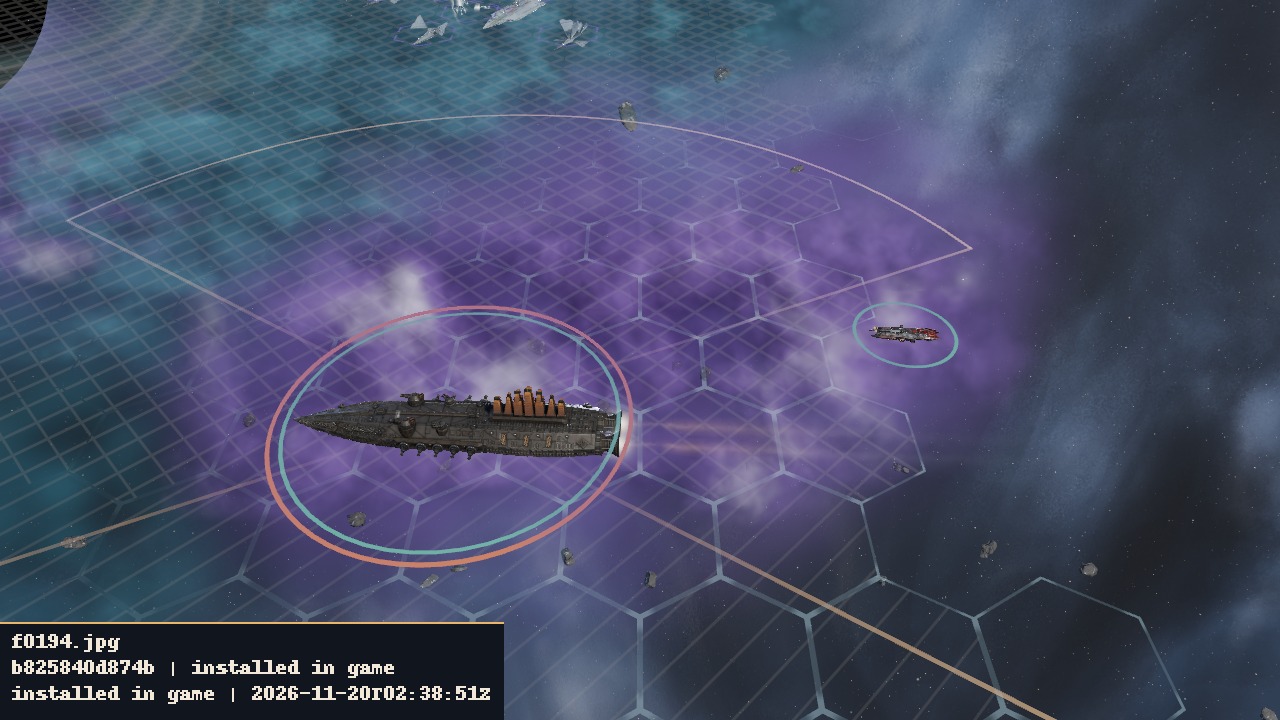 f0194.jpg
b825840d874b | installed in game
installed in game | 2026-11-20T02:38:51Z